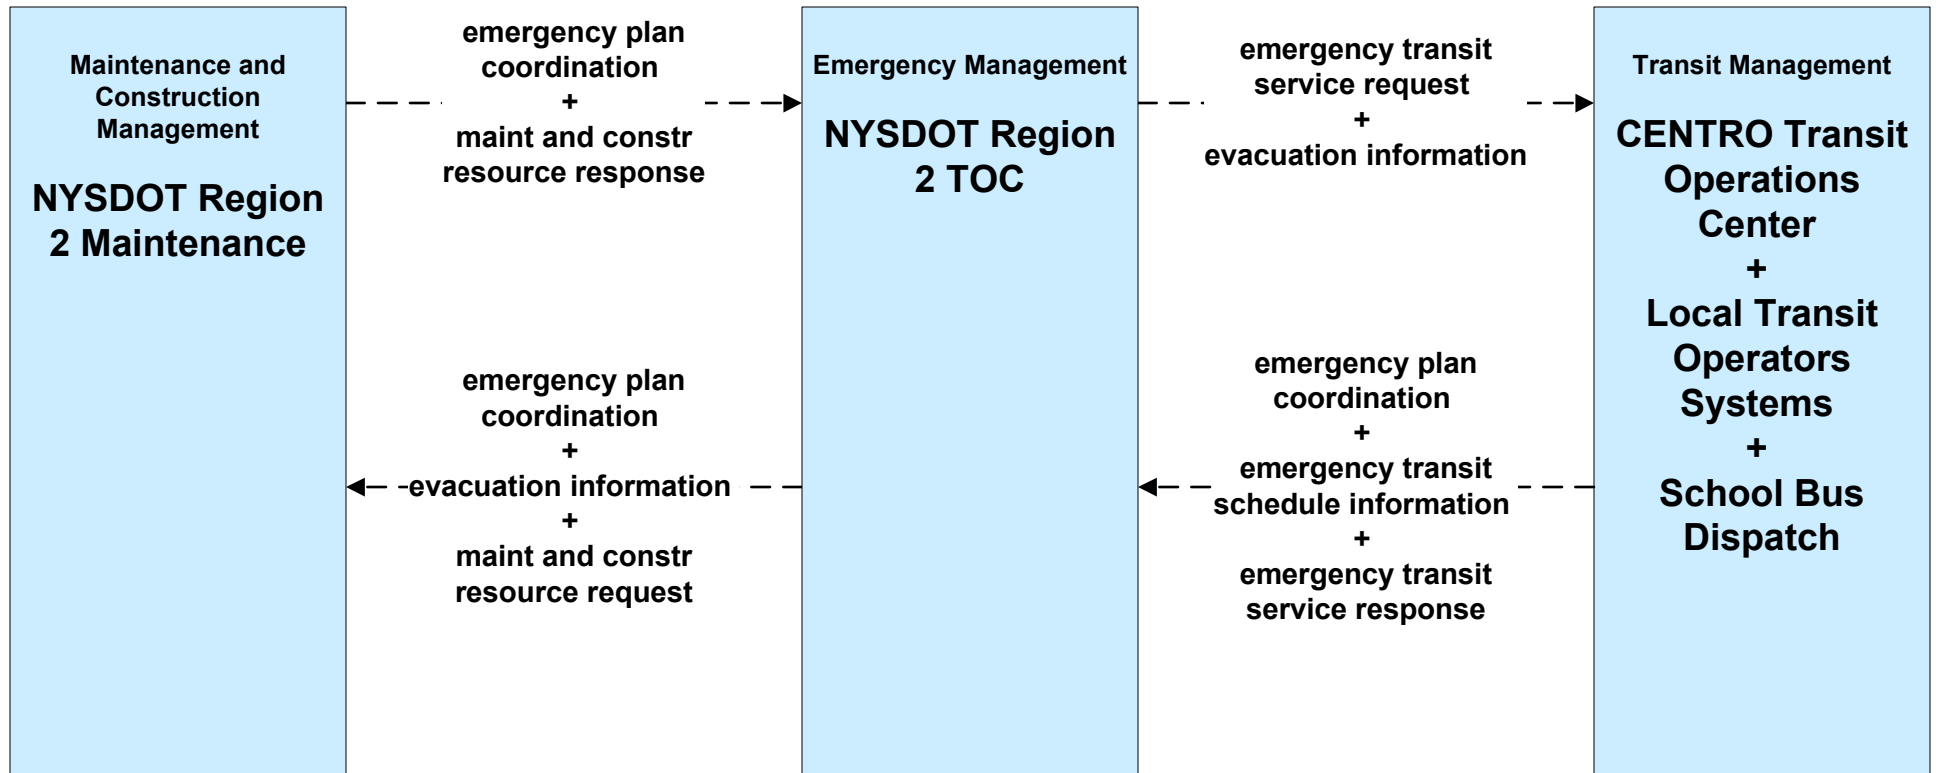 Maintenance and
Construction
Management
NYSDOT Region
2 Maintenance
emergency plan
coordination
+
maint and constr
resource response
emergency plan
coordination
+
evacuation information
+
maint and constr
resource request
Emergency Management
NYSDOT Region
2 TOC
emergency transit
service request
+
evacuation information
emergency plan
coordination
+
emergency transit
schedule information
+
emergency transit
service response
Transit Management
CENTRO Transit
Operations
Center
+
Local Transit
Operators
Systems
+
School Bus
Dispatch